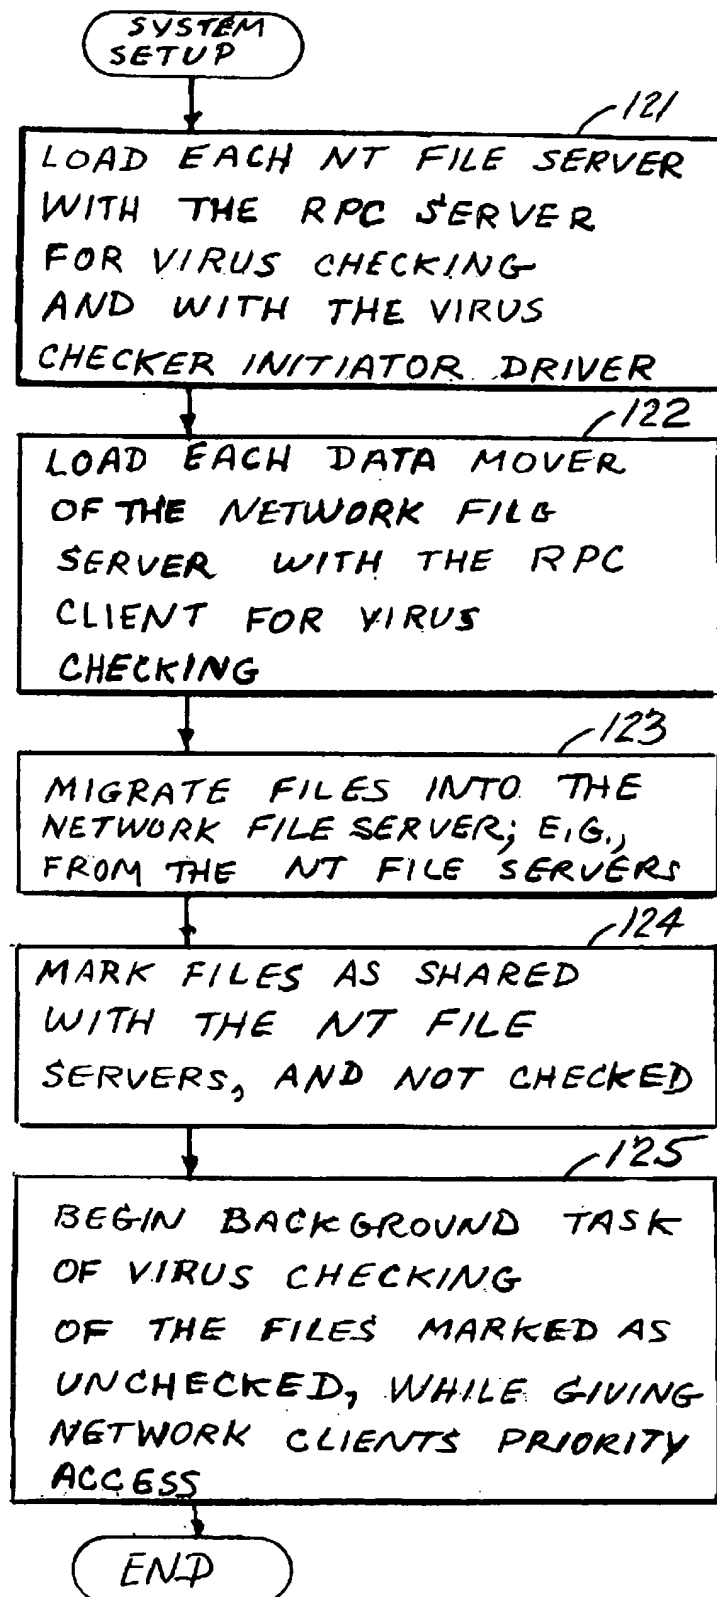 SYSTEM
SETUP
121
LOAD EACH NT FILE SERVER
WITH THE RPC SERVER
FOR VIRUS CHECKING
AND WITH THE VIRUS
CHECKER INITIATOR DRIVER
122
LOAD EACH DATA MOVER
OF THE NETWORK FILE
SERVER WITH THE RPC
CLIENT FOR VIRUS
CHECKING
123
MIGRATE FILES INTO THE
NETWORK FILE SERVER; E.G.,
FROM THE NT FILE SERVERS
124
MARK FILES AS SHARED
WITH THE NT FILE
SERVERS, AND NOT CHECKED
125
BEGIN BACKGROUND TASK
OF VIRUS CHECKING
OF THE FILES MARKED AS
UNCHECKED, WHILE GIVING
NETWORK CLIENTS PRIORITY
ACCESS
END